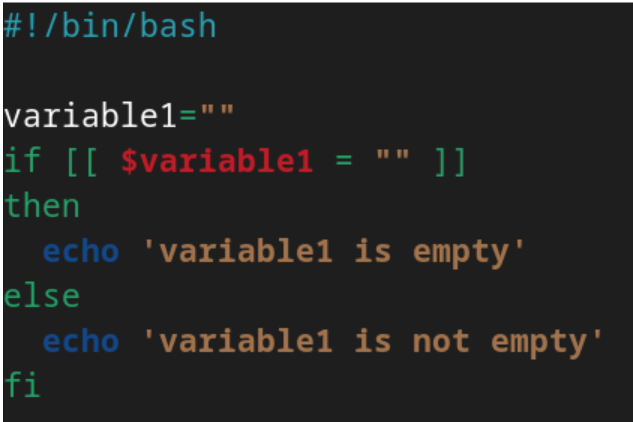 #!/bin/bash

variable1=""
if [[ $variable1 = "" ]]
then
  echo 'variable1 is empty'
else
  echo 'variable1 is not empty'
fi